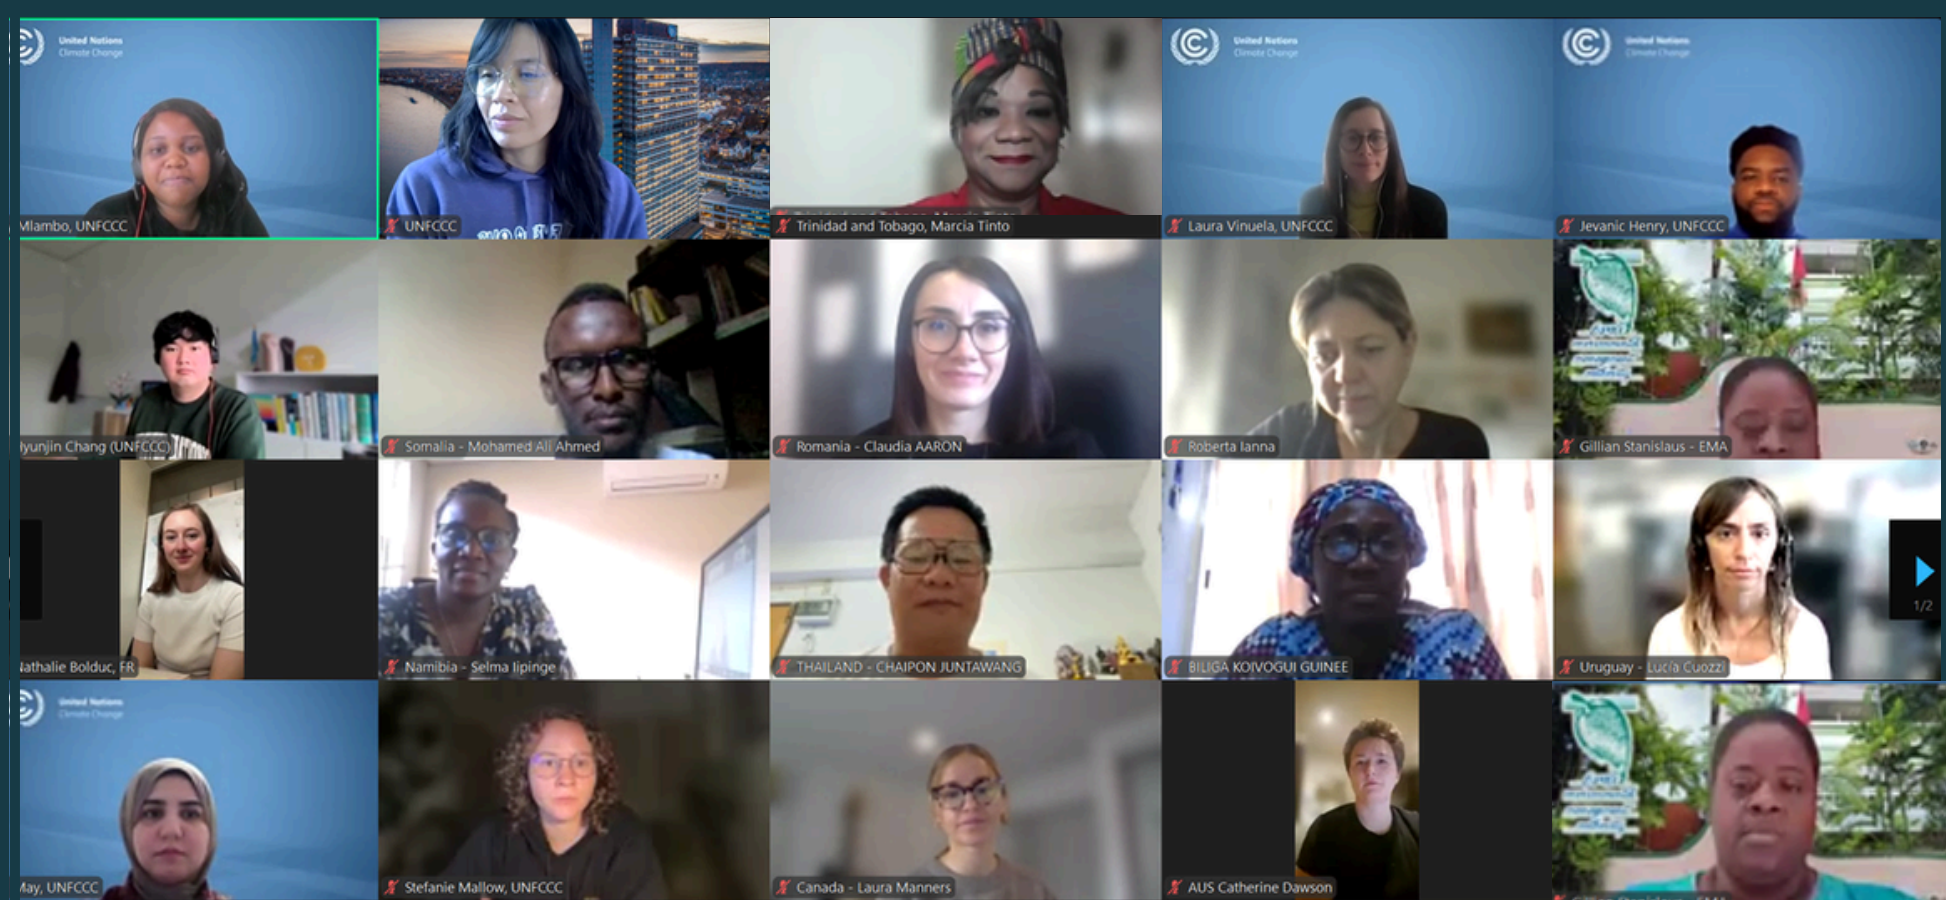 United Nations
Climate Change
United Nations
Climate Change
United Nations
Climate Change
Mlambo, UNFCCC
UNFCCC
Trinidad and Tobago, Marcia Tinto
Laura Vinuela, UNFCCC
Jevanic Henry, UNFCCC
yunjin Chang (UNFCCC)
Somalia - Mohamed Ali Ahmed
Romania - Claudia AARON
Roberta Ianna
Gillian Stanislaus - EMA
Nathalie Bolduc, FR
Namibia - Selma Iipinge
THAILAND - CHAIPON JUNTAWANG
BILIGA KOIVOGUI GUINEE
Uruguay - Lucía Cuozzi
1/2
United Nations
Climate Change
May, UNFCCC
Stefanie Mallow, UNFCCC
Canada - Laura Manners
AUS Catherine Dawson